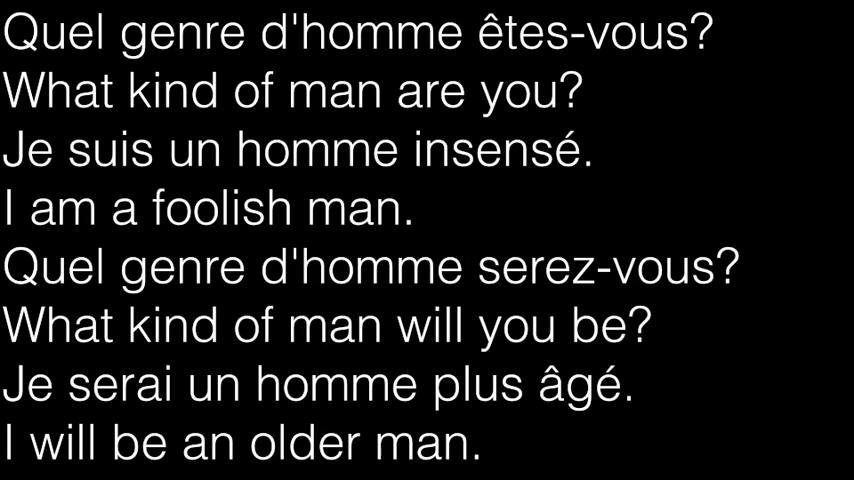 Quel genre d'homme êtes-vous?
What kind of man are you?
Je suis un homme insensé.
I am a foolish man.
Quel genre d'homme serez-vous?
What kind of man will you be?
Je serai un homme plus âgé.
I will be an older man.